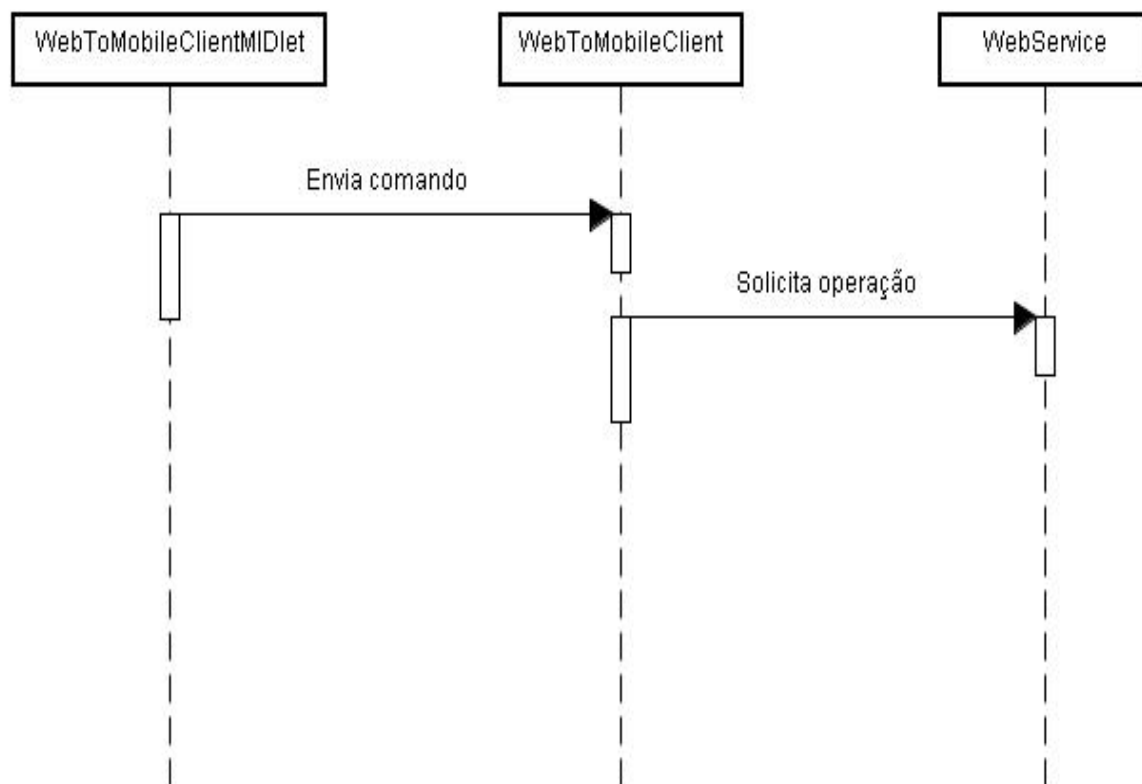 WebToMobileClientMIDlet
WebToMobileClient
WebService
Envia comando
Solicita operação